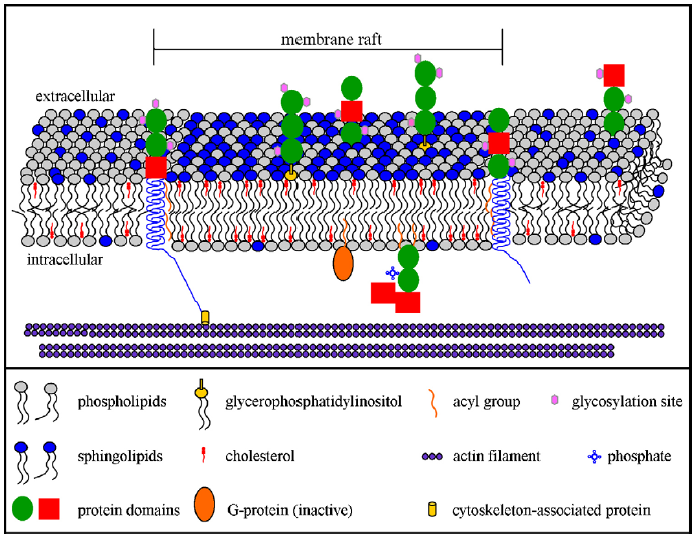 membrane raft
extracellular
intracellular
phospholipids
glycerophosphatidylinositol
acyl group
glycosylation site
sphingolipids
cholesterol
actin filament
phosphate
protein domains
G-protein (inactive)
cytoskeleton-associated protein